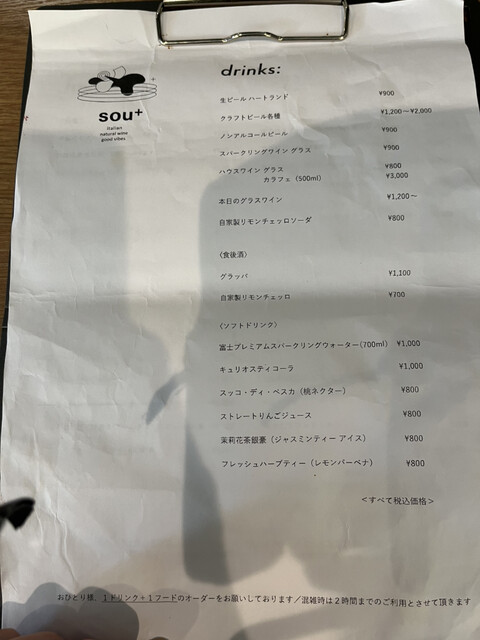 sou+
Italian
natural wine
good vibes
drinks:
生ビール ハートランド ¥900
クラフトビール各種 ¥1,200～¥2,000
ノンアルコールビール ¥900
スパークリングワイン グラス ¥900
ハウスワイン グラス ¥800
カラフェ（500ml） ¥3,000
本日のグラスワイン ¥1,200～
自家製リモンチェッロソーダ ¥800
〈食後酒〉
グラッパ ¥1,100
自家製リモンチェッロ ¥700
〈ソフトドリンク〉
富士プレミアムスパークリングウォーター(700ml) ¥1,000
キュリオスティコーラ ¥1,000
スッコ・ディ・ペスカ（桃ネクター） ¥800
ストレートりんごジュース ¥800
茉莉花茶銀豪（ジャスミンティー アイス） ¥800
フレッシュハーブティー（レモンバーベナ） ¥800
＜すべて税込価格＞
おひとり様、１ドリンク＋１フードのオーダーをお願いしております／混雑時は２時間までのご利用とさせて頂きます